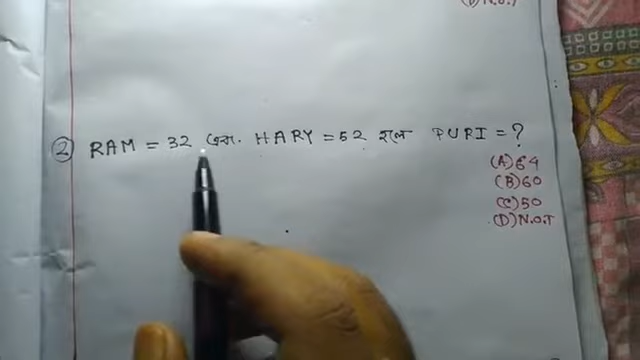 (D) N.O.T
② RAM = 32 এবং HARY = 52 হলে PURI = ?
(A) 64
(B) 60
(C) 50
(D) N.O.T